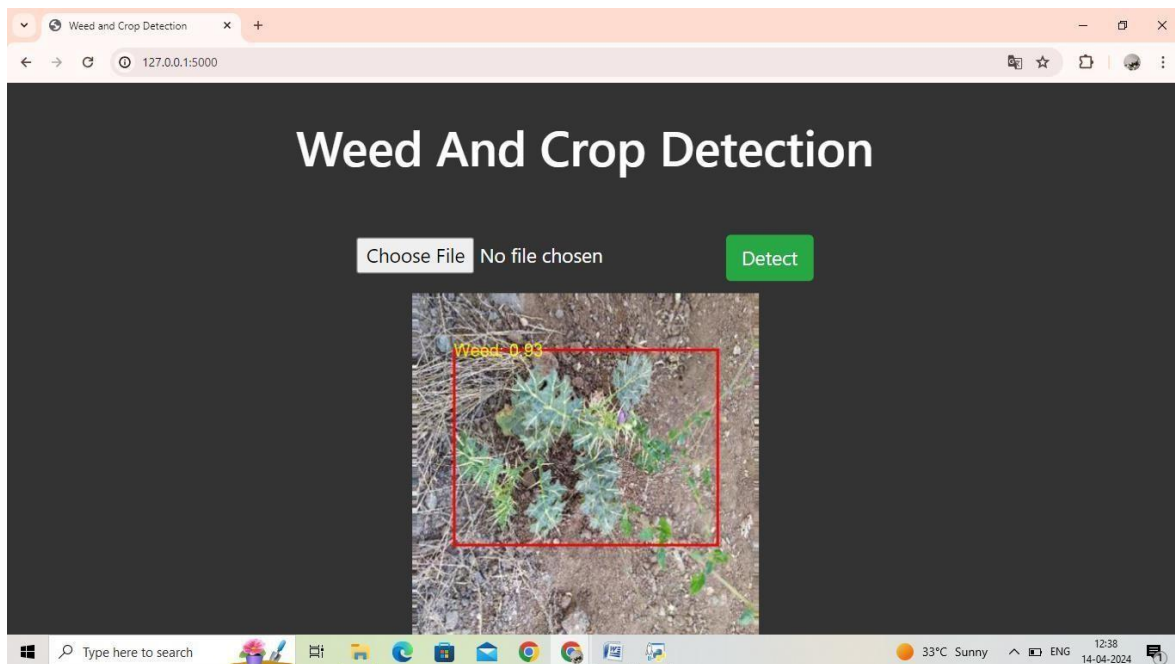 Weed and Crop Detection
127.0.0.1:5000
Weed And Crop Detection
Choose File No file chosen
Detect
Weed: 0.93
Type here to search
33°C Sunny
ENG
12:38
14-04-2024
1